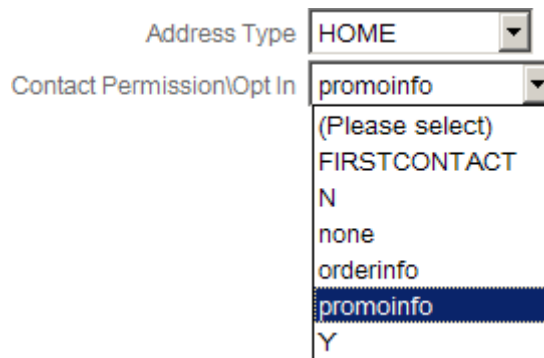 Address Type HOME
Contact Permission\Opt In promoinfo
(Please select)
FIRSTCONTACT
N
none
orderinfo
promoinfo
Y